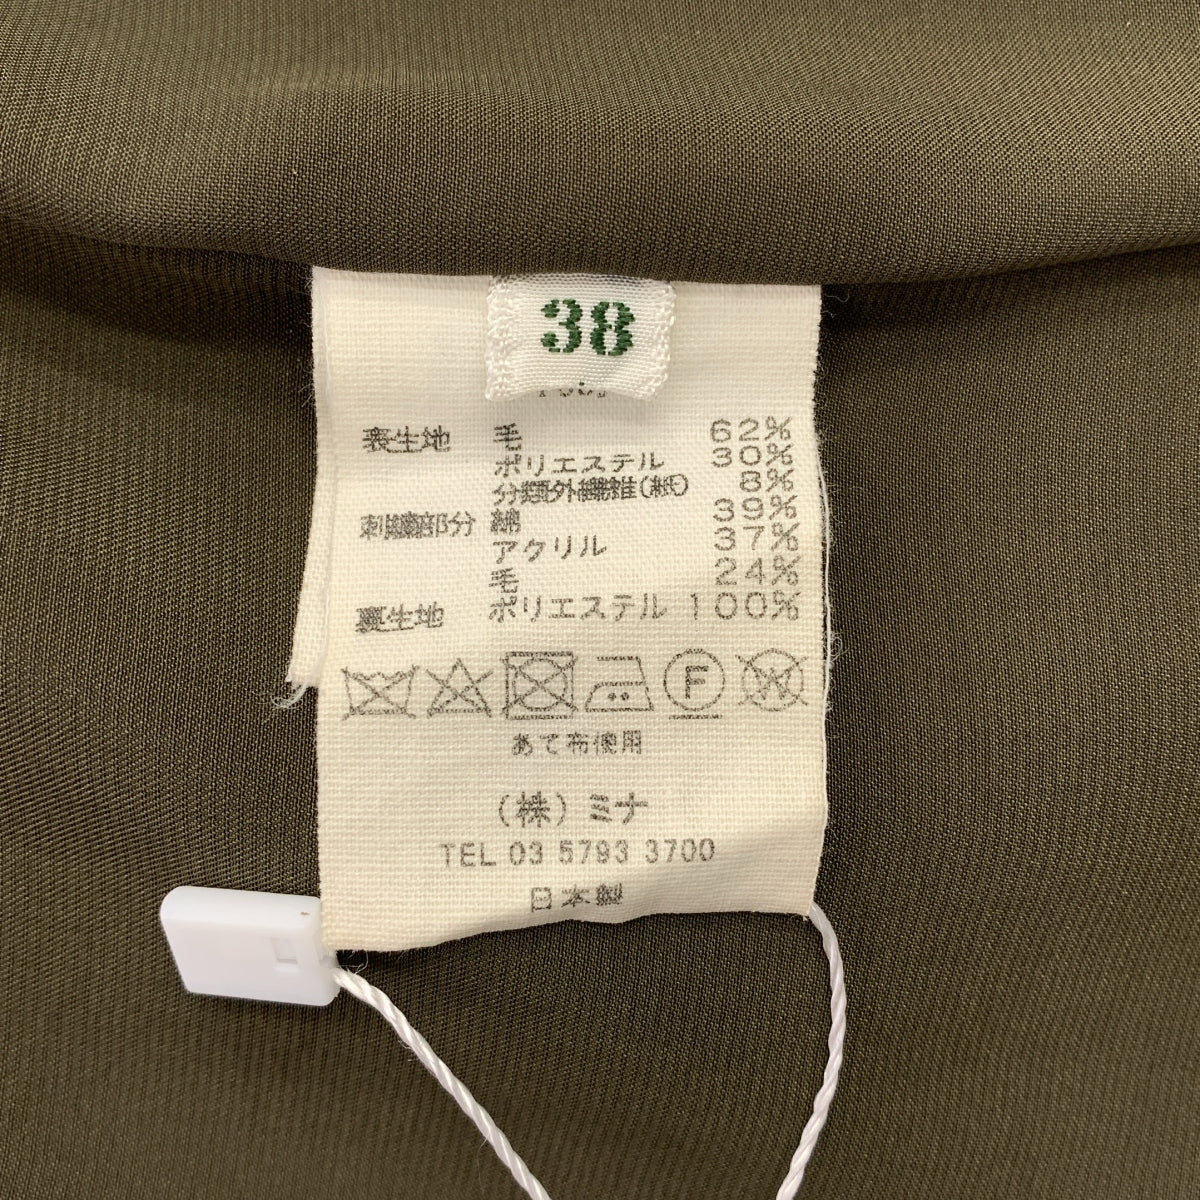 38
表生地 毛 62%
ポリエステル 30%
分類外繊維(紙) 8%
刺繍部分 綿 39%
アクリル 37%
毛 24%
裏生地 ポリエステル 100%
F W
あて布使用
(株)ミナ
TEL 03 5793 3700
日本製